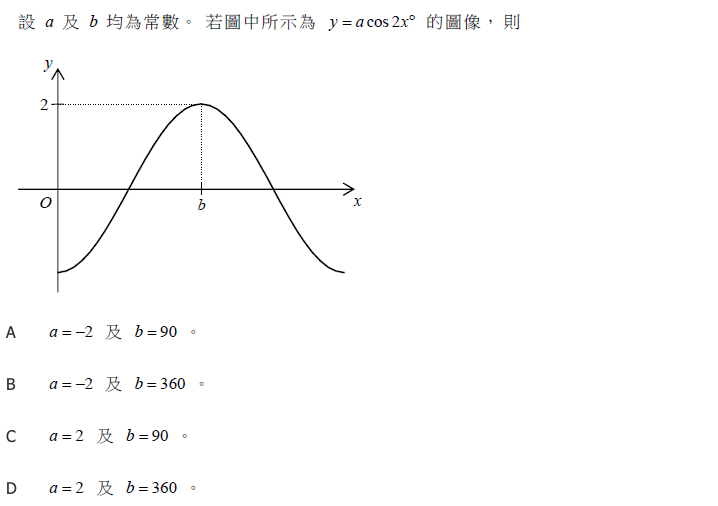 設 a 及 b 均為常數。 若圖中所示為 y = a cos 2x° 的圖像，則
y
2
O
b
x
A a = −2 及 b = 90 。
B a = −2 及 b = 360 。
C a = 2 及 b = 90 。
D a = 2 及 b = 360 。